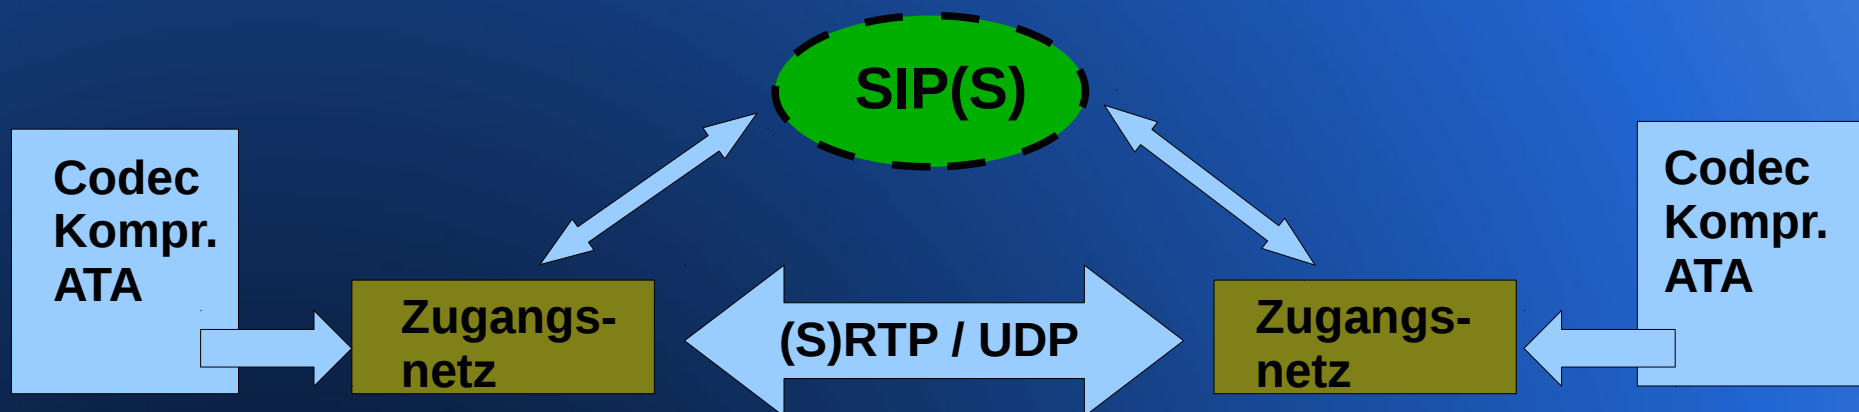 SIP(S)
Codec
Kompr.
ATA
Zugangs-
netz
(S)RTP / UDP
Zugangs-
netz
Codec
Kompr.
ATA